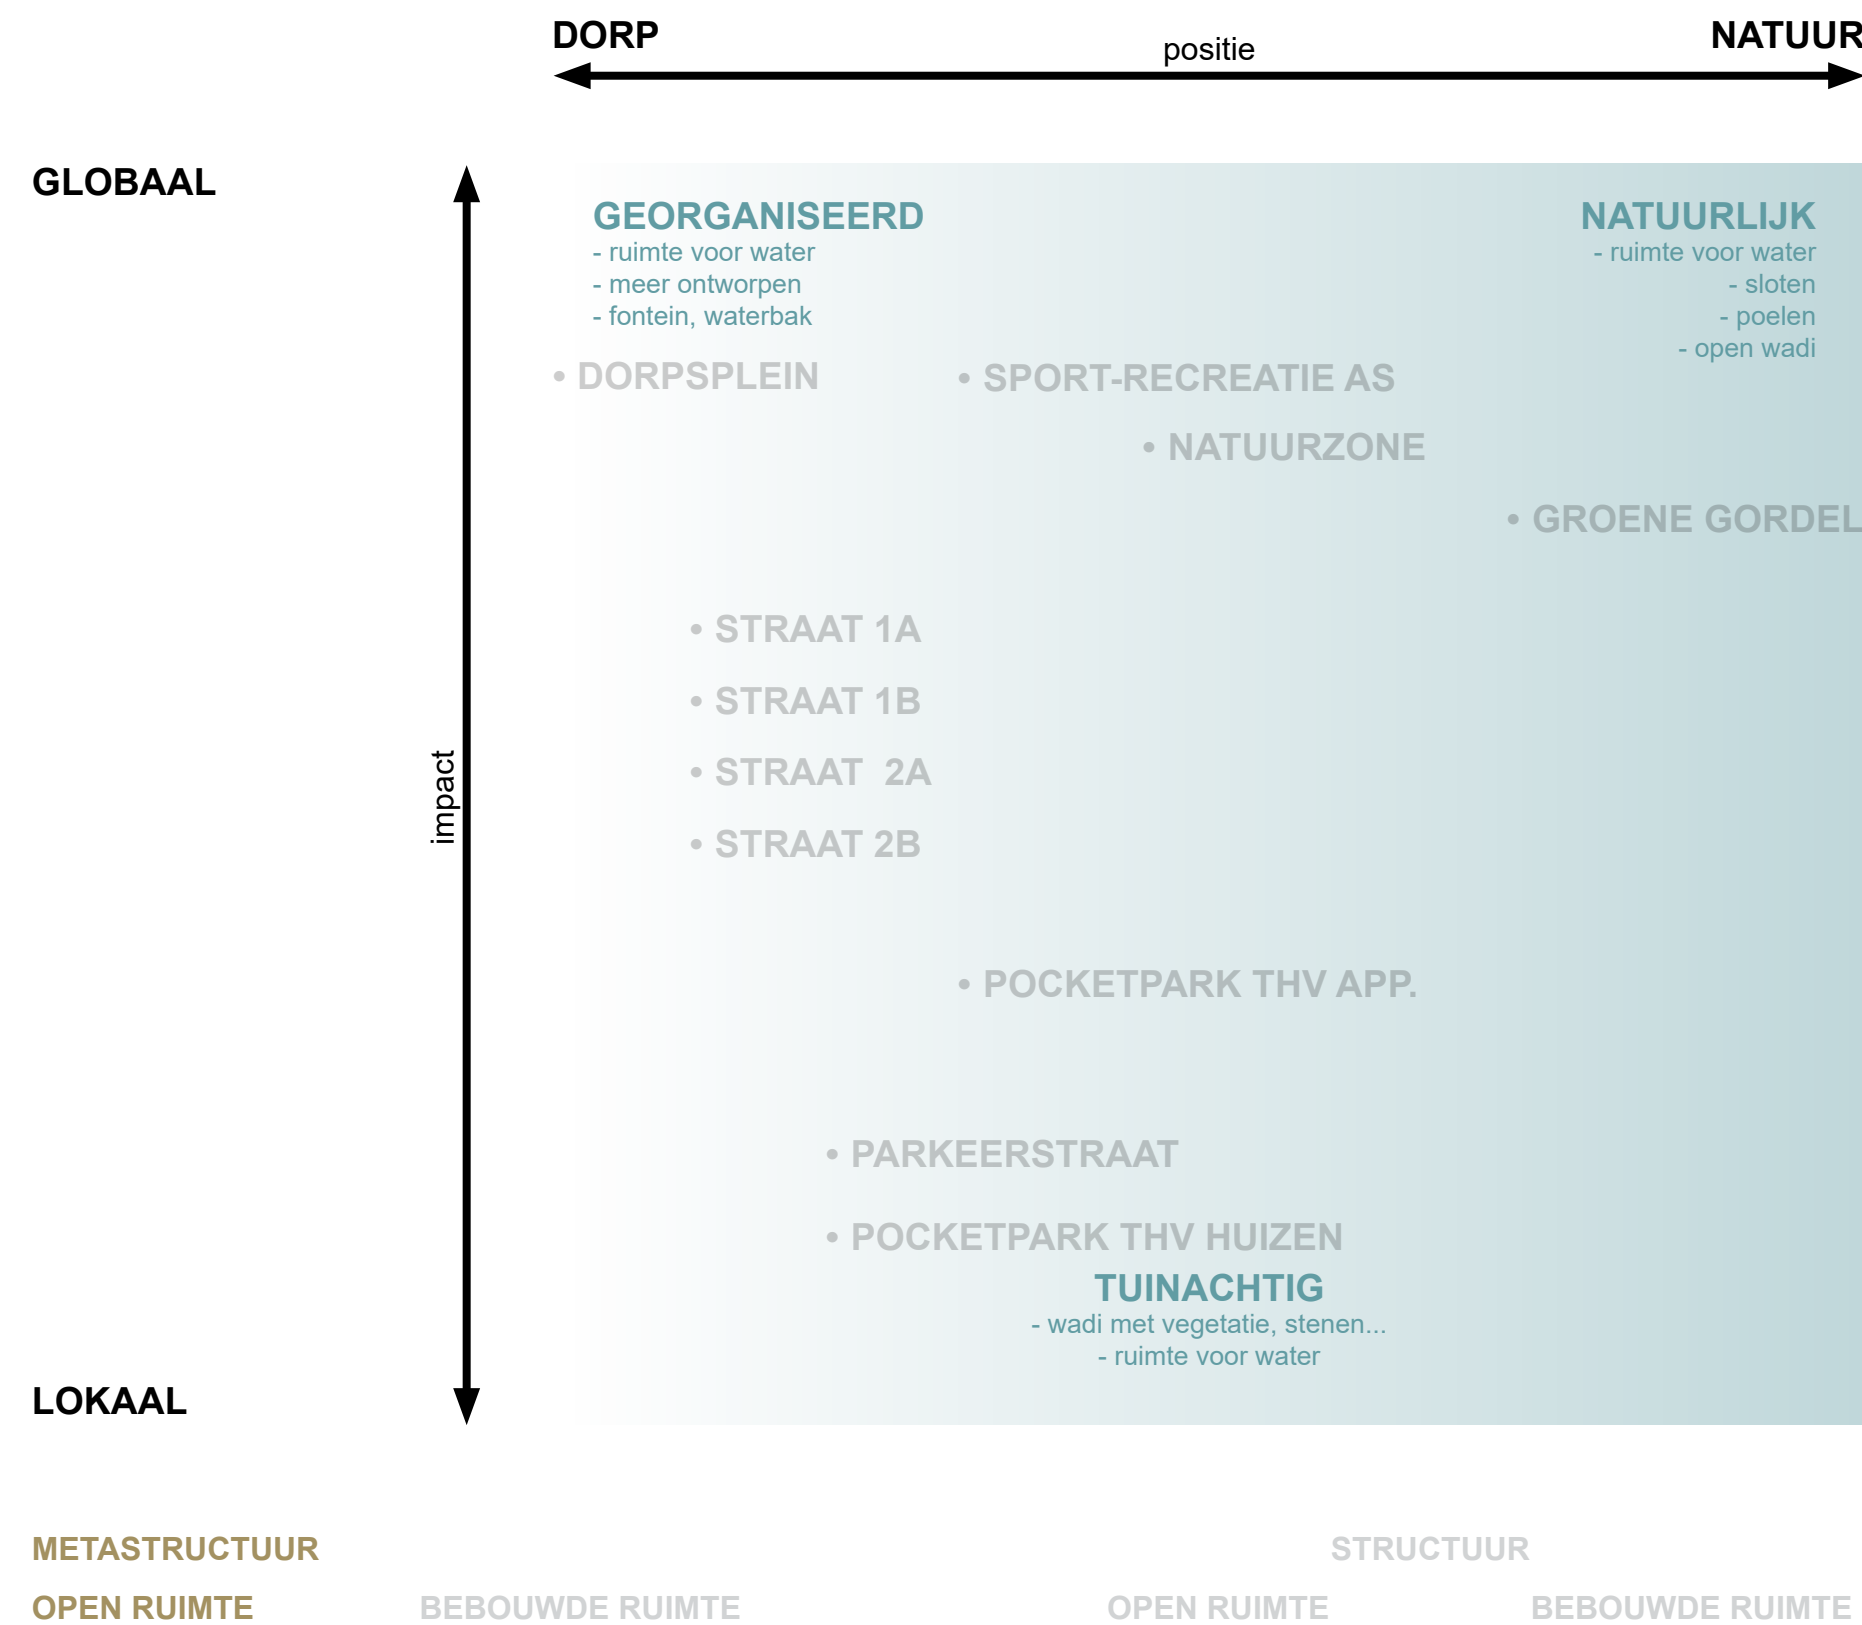 DORP
positie
NATUUR
GLOBAAL
GEORGANISEERD
- ruimte voor water
- meer ontworpen
- fontein, waterbak
NATUURLIJK
- ruimte voor water
- sloten
- poelen
- open wadi
• DORPSPLEIN
• SPORT-RECREATIE AS
• NATUURZONE
• GROENE GORDEL
• STRAAT 1A
• STRAAT 1B
• STRAAT  2A
• STRAAT 2B
impact
• POCKETPARK THV APP.
• PARKEERSTRAAT
• POCKETPARK THV HUIZEN
TUINACHTIG
- wadi met vegetatie, stenen...
- ruimte voor water
LOKAAL
METASTRUCTUUR
STRUCTUUR
OPEN RUIMTE
BEBOUWDE RUIMTE
OPEN RUIMTE
BEBOUWDE RUIMTE